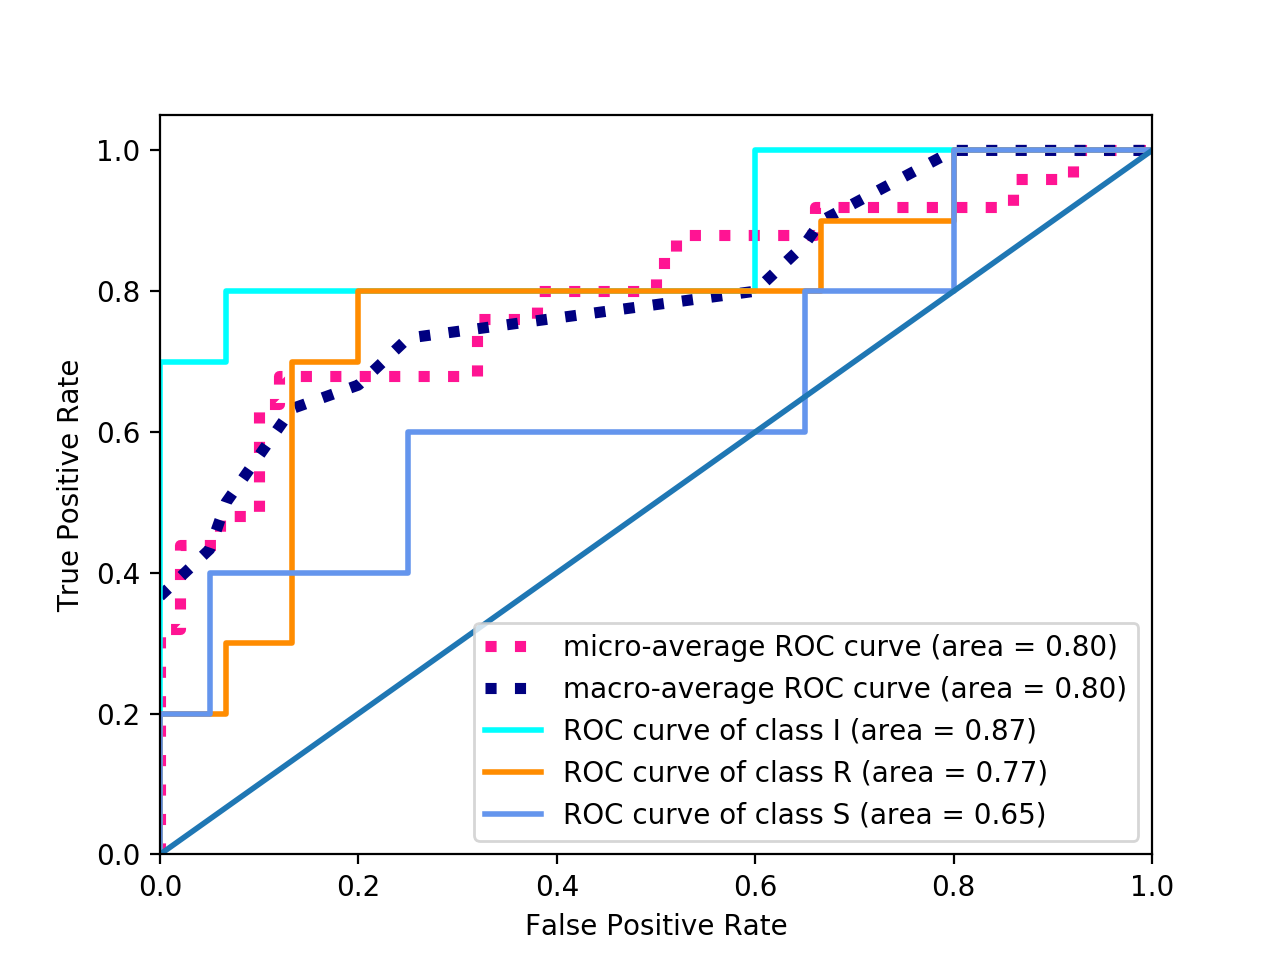 1.0
0.8
0.6
0.4
0.2
0.0
True Positive Rate
micro-average ROC curve (area = 0.80)
macro-average ROC curve (area = 0.80)
ROC curve of class I (area = 0.87)
ROC curve of class R (area = 0.77)
ROC curve of class S (area = 0.65)
0.0 0.2 0.4 0.6 0.8 1.0
False Positive Rate